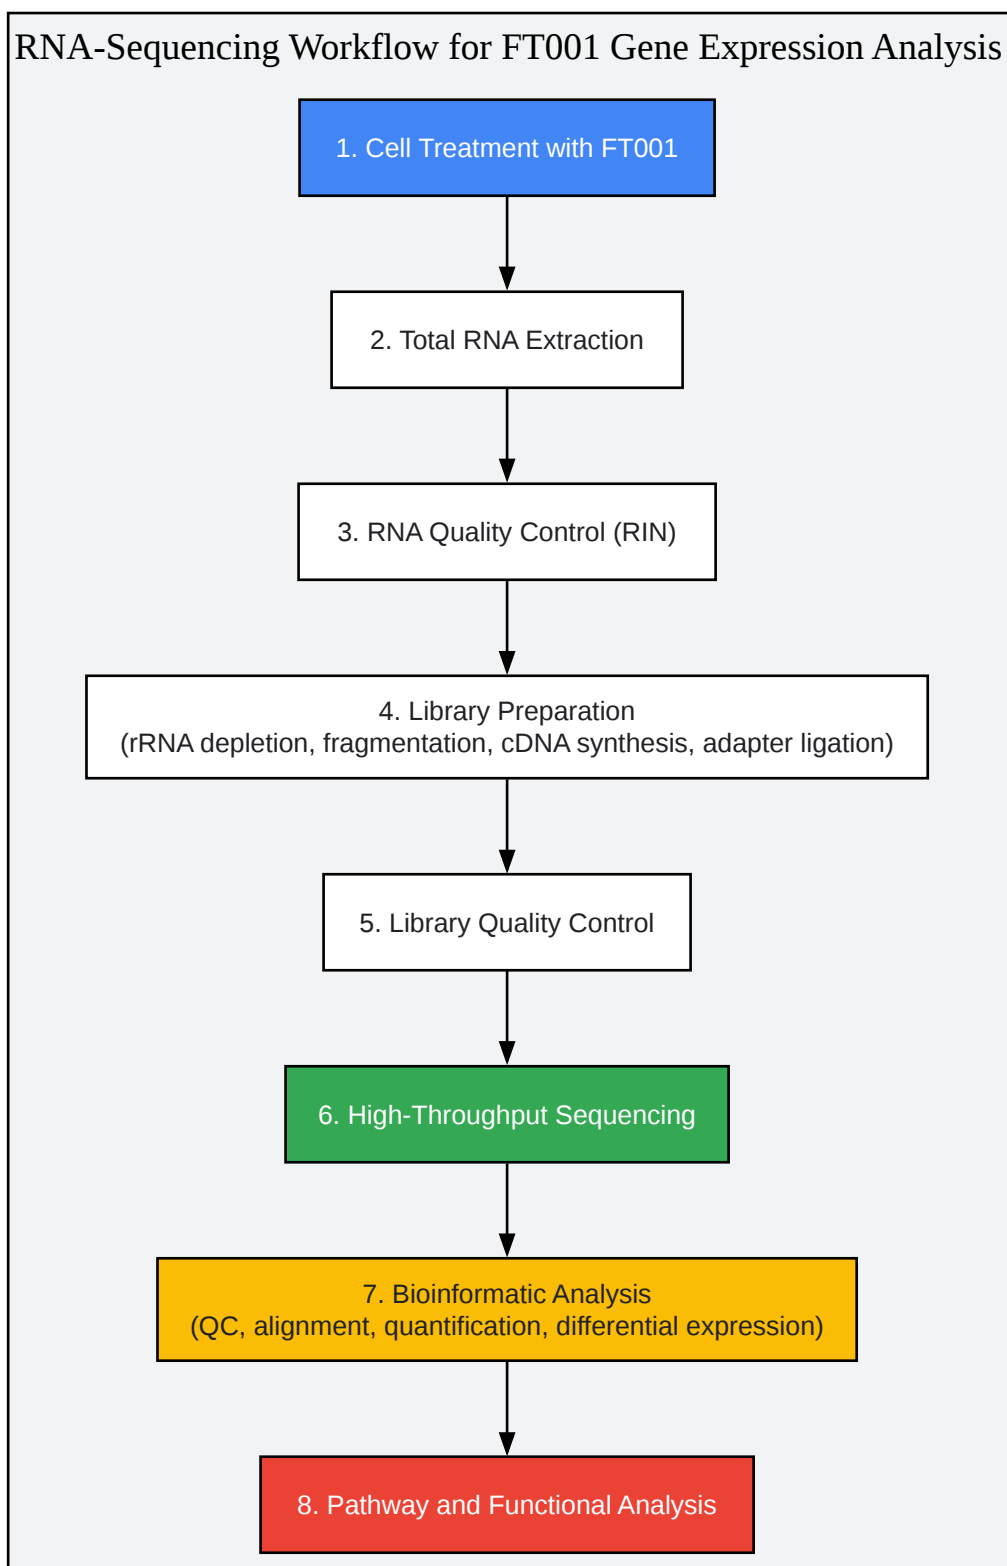 RNA-Sequencing Workflow for FT001 Gene Expression Analysis
1. Cell Treatment with FT001
2. Total RNA Extraction
3. RNA Quality Control (RIN)
4. Library Preparation
(rRNA depletion, fragmentation, cDNA synthesis, adapter ligation)
5. Library Quality Control
6. High-Throughput Sequencing
7. Bioinformatic Analysis
(QC, alignment, quantification, differential expression)
8. Pathway and Functional Analysis